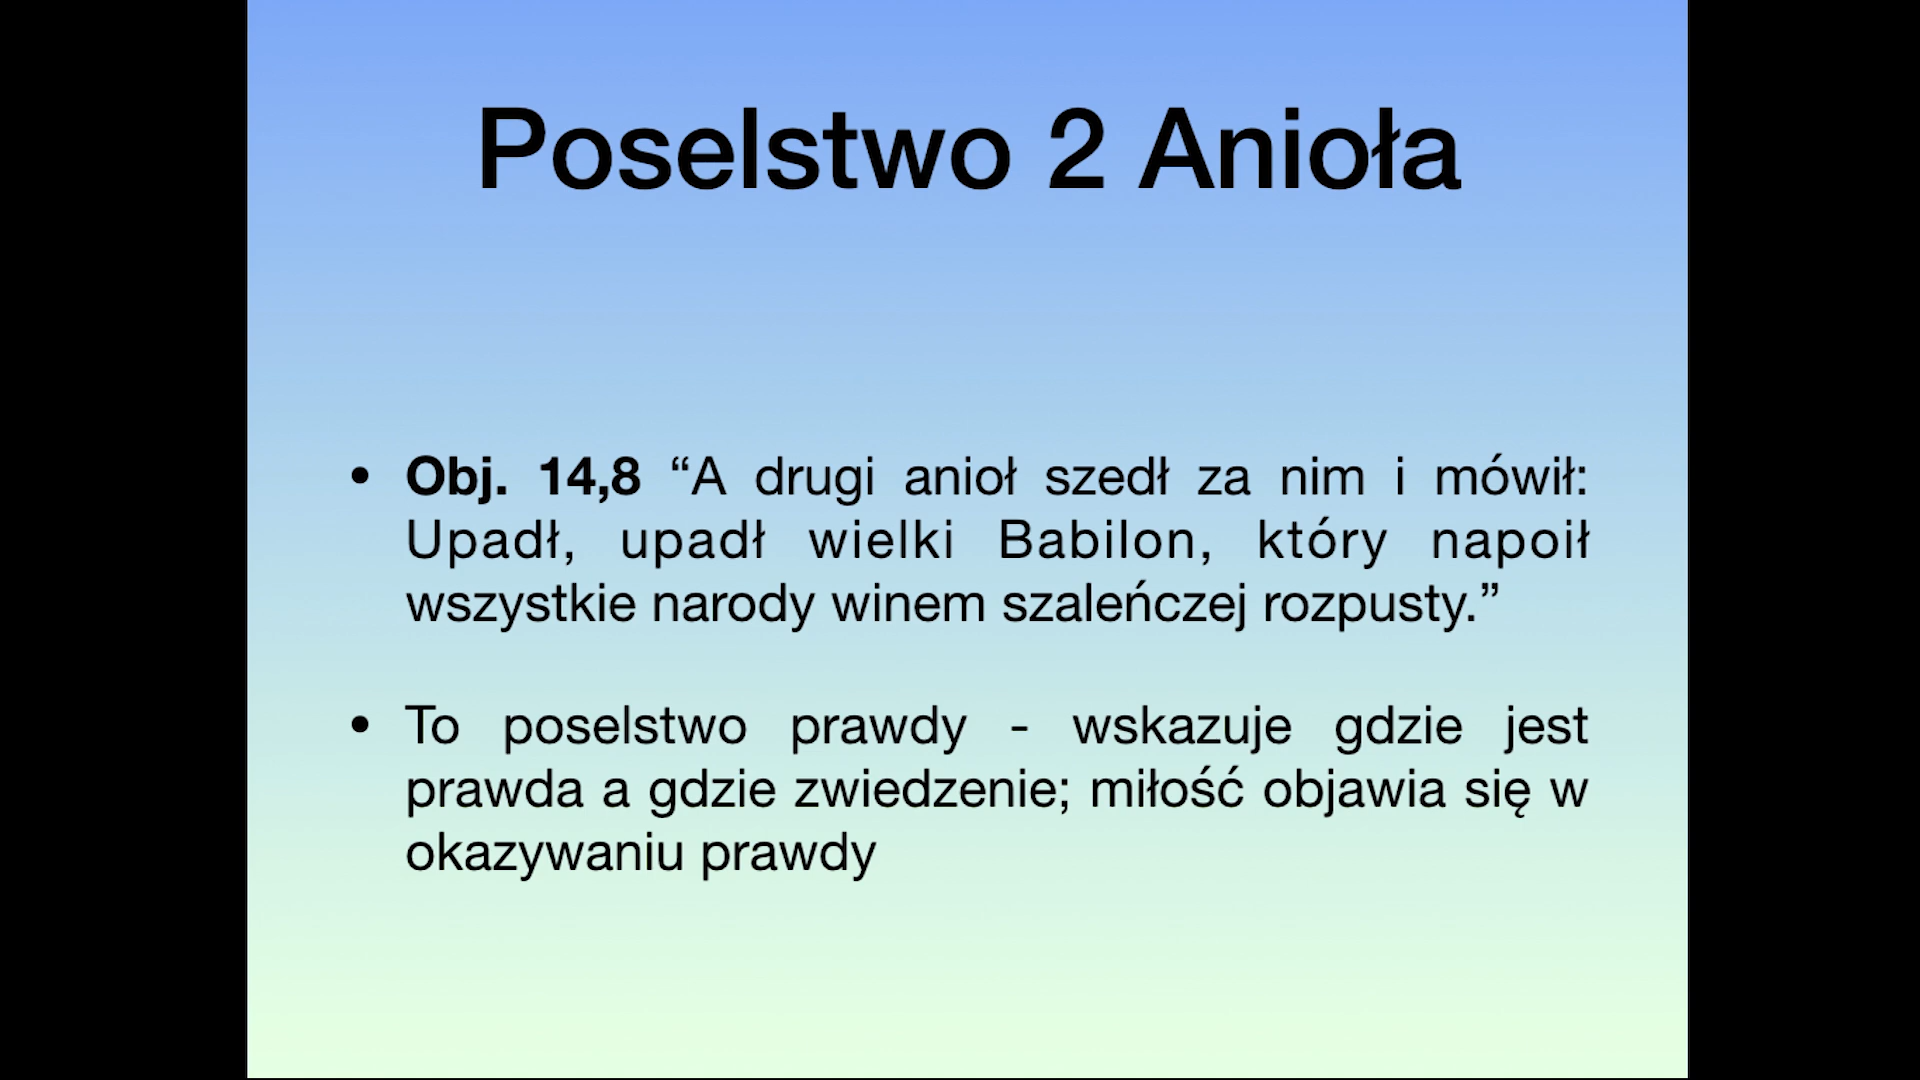 Poselstwo 2 Anioła
• Obj. 14,8 “A drugi anioł szedł za nim i mówił:
Upadł, upadł wielki Babilon, który napoił
wszystkie narody winem szaleńczej rozpusty.”
• To poselstwo prawdy - wskazuje gdzie jest
prawda a gdzie zwiedzenie; miłość objawia się w
okazywaniu prawdy